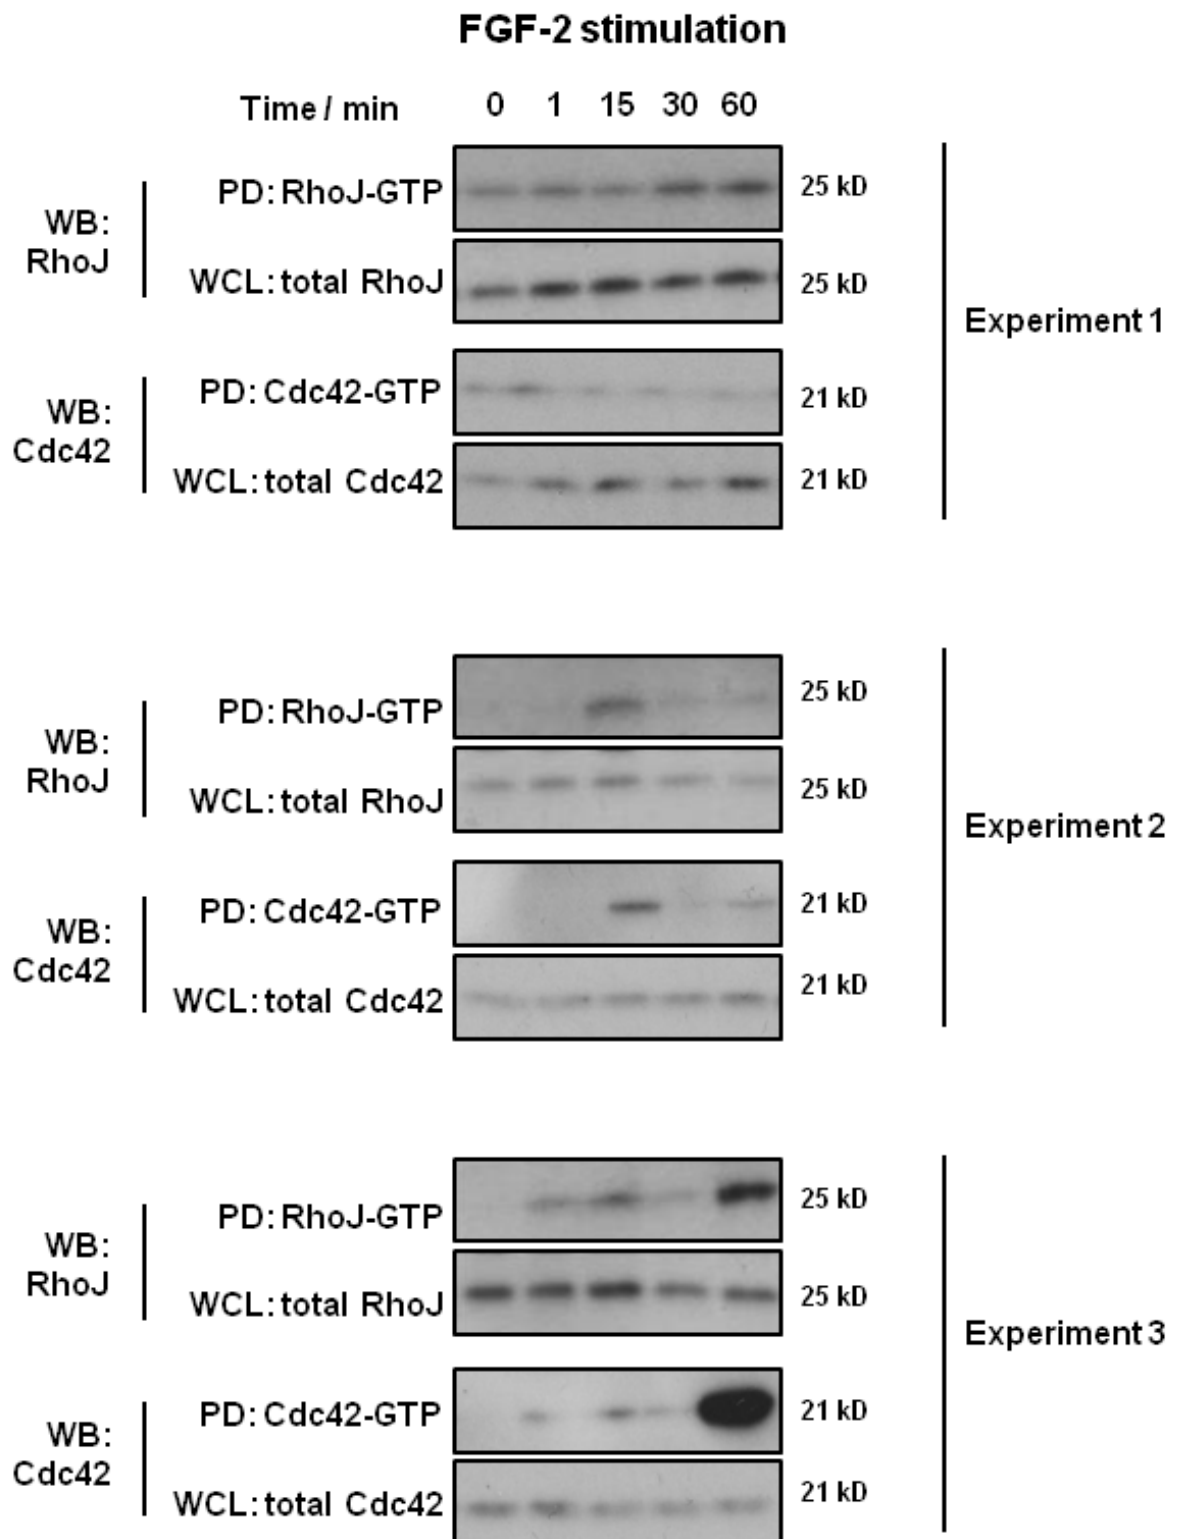 FGF-2 stimulation
Time / min 0 1 15 30 60
WB: RhoJ
PD: RhoJ-GTP 25 kD
WCL: total RhoJ 25 kD
WB: Cdc42
PD: Cdc42-GTP 21 kD
WCL: total Cdc42 21 kD
Experiment 1
WB: RhoJ
PD: RhoJ-GTP 25 kD
WCL: total RhoJ 25 kD
WB: Cdc42
PD: Cdc42-GTP 21 kD
WCL: total Cdc42 21 kD
Experiment 2
WB: RhoJ
PD: RhoJ-GTP 25 kD
WCL: total RhoJ 25 kD
WB: Cdc42
PD: Cdc42-GTP 21 kD
WCL: total Cdc42 21 kD
Experiment 3